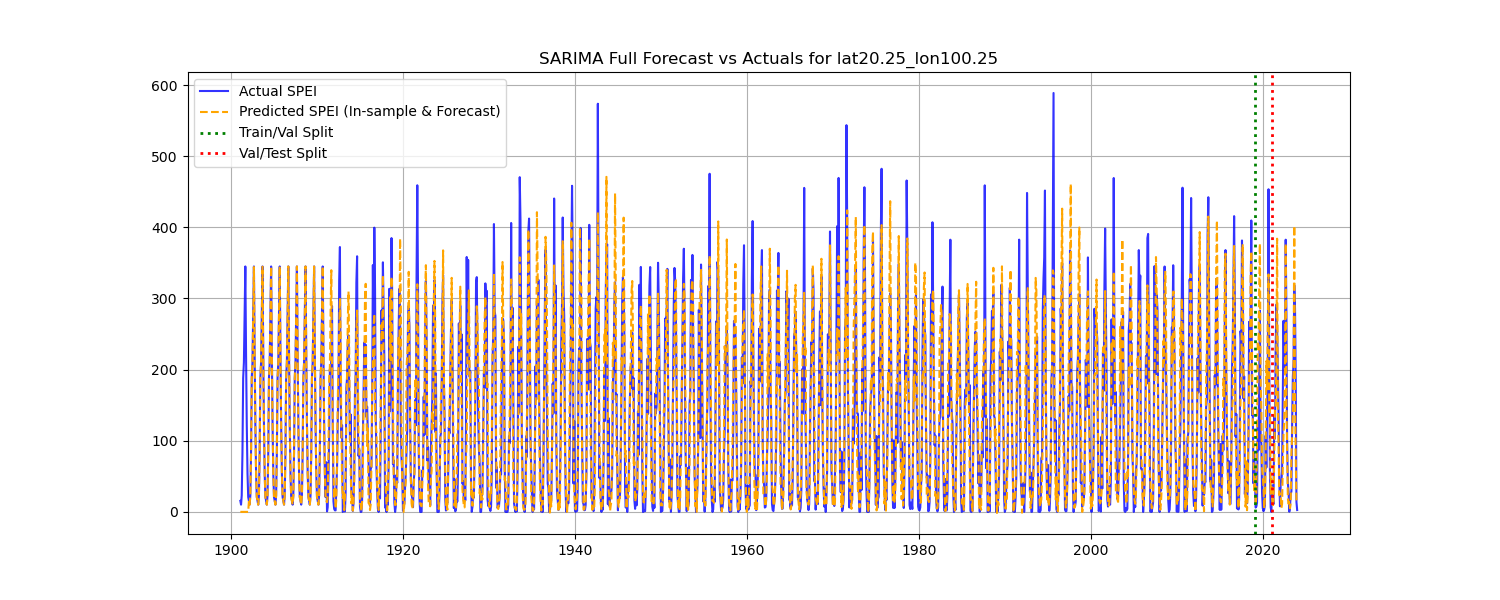 SARIMA Full Forecast vs Actuals for lat20.25_lon100.25
Actual SPEI
Predicted SPEI (In-sample & Forecast)
Train/Val Split
Val/Test Split
600
500
400
300
200
100
0
1900 1920 1940 1960 1980 2000 2020